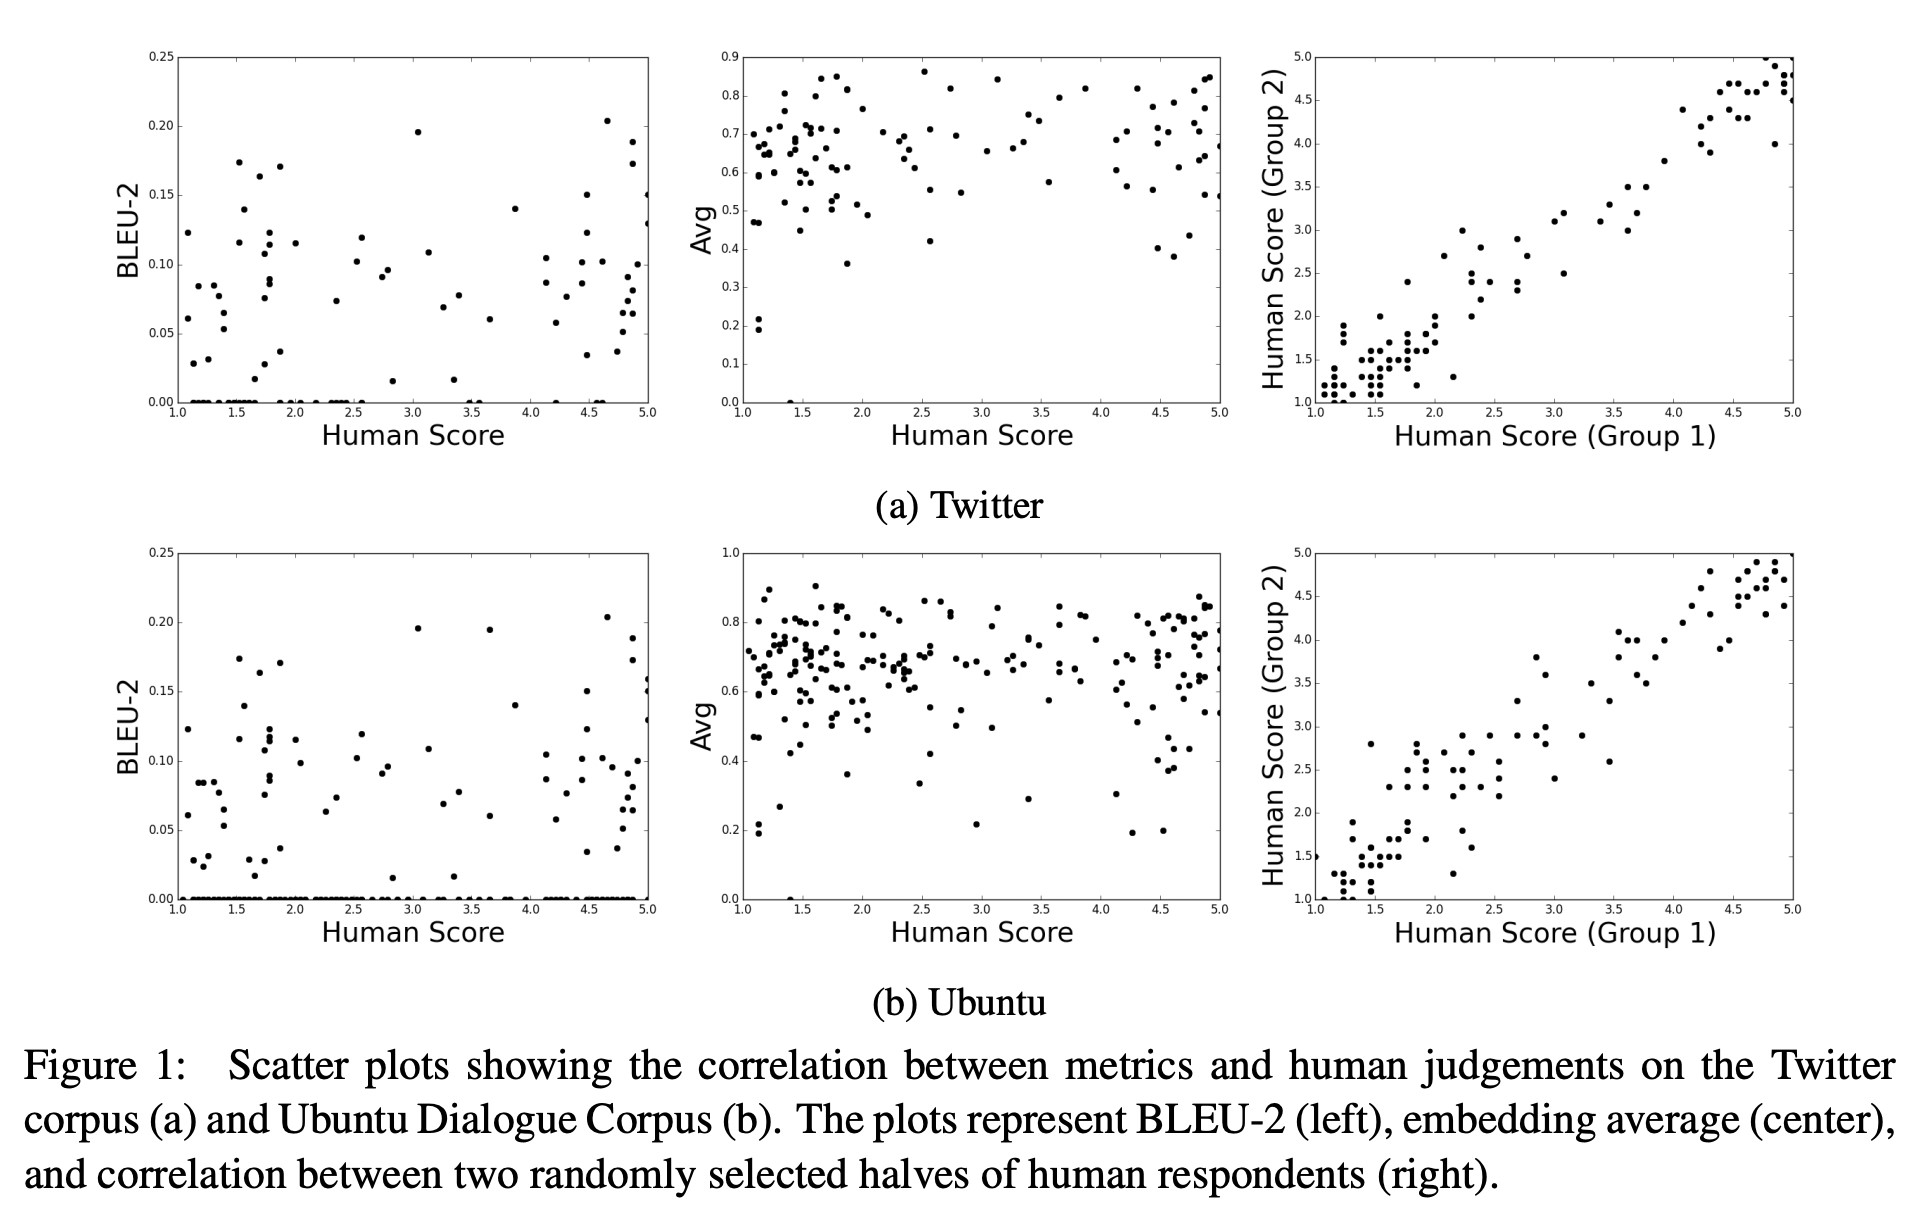 0.25
0.20
0.15
0.10
0.05
0.00
BLEU-2
1.0 1.5 2.0 2.5 3.0 3.5 4.0 4.5 5.0
Human Score
0.9
0.8
0.7
0.6
0.5
0.4
0.3
0.2
0.1
0.0
Avg
1.0 1.5 2.0 2.5 3.0 3.5 4.0 4.5 5.0
Human Score
5.0
4.5
4.0
3.5
3.0
2.5
2.0
1.5
1.0
Human Score (Group 2)
1.0 1.5 2.0 2.5 3.0 3.5 4.0 4.5 5.0
Human Score (Group 1)
(a) Twitter
0.25
0.20
0.15
0.10
0.05
0.00
BLEU-2
1.0 1.5 2.0 2.5 3.0 3.5 4.0 4.5 5.0
Human Score
1.0
0.8
0.6
0.4
0.2
0.0
Avg
1.0 1.5 2.0 2.5 3.0 3.5 4.0 4.5 5.0
Human Score
5.0
4.5
4.0
3.5
3.0
2.5
2.0
1.5
1.0
Human Score (Group 2)
1.0 1.5 2.0 2.5 3.0 3.5 4.0 4.5 5.0
Human Score (Group 1)
(b) Ubuntu
Figure 1: Scatter plots showing the correlation between metrics and human judgements on the Twitter
corpus (a) and Ubuntu Dialogue Corpus (b). The plots represent BLEU-2 (left), embedding average (center),
and correlation between two randomly selected halves of human respondents (right).